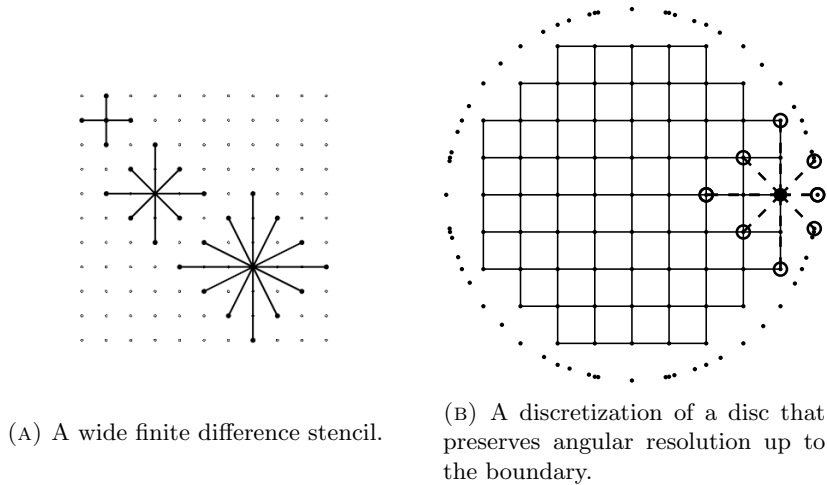 (A) A wide finite difference stencil.
(B) A discretization of a disc that
preserves angular resolution up to
the boundary.